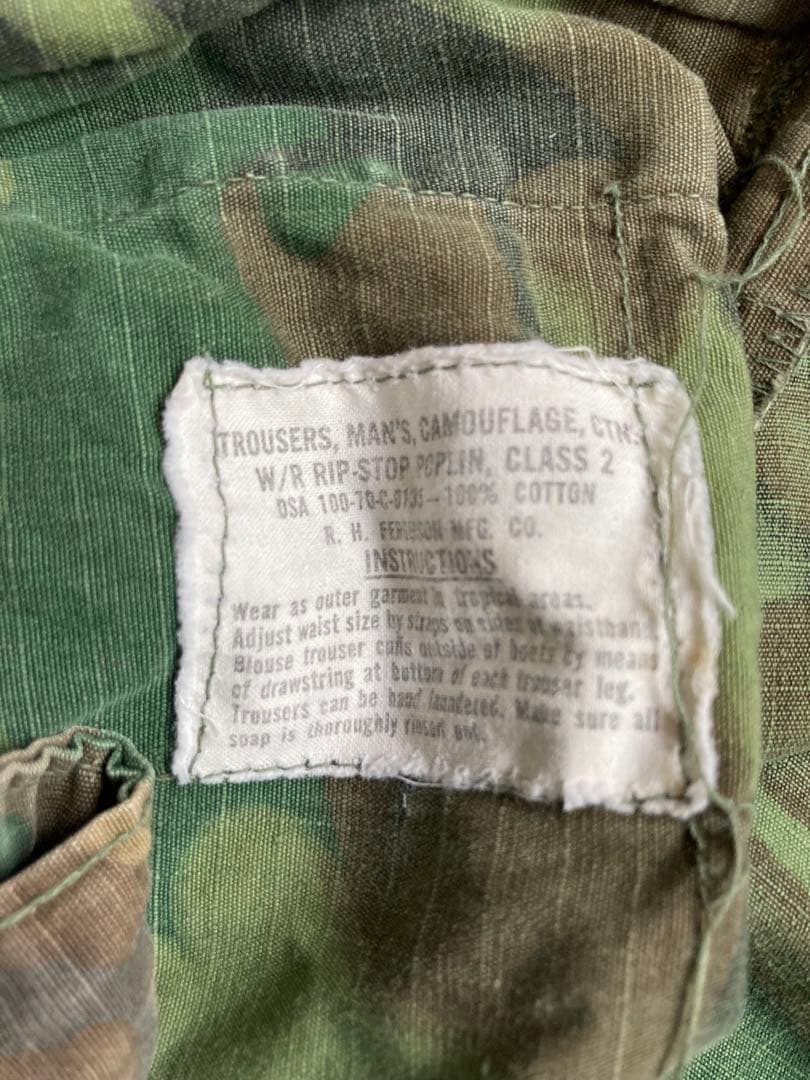 TROUSERS, MAN'S, CAMOUFLAGE, CTN.
W/R RIP-STOP POPLIN, CLASS 2
DSA 100-70-C-0135-100% COTTON
R. H. MFG. CO.
INSTRUCTIONS
Wear as outer garment in tropical areas.
Adjust waist size by straps on sides of waistband.
Blouse trouser cuffs outside of boots by means
of drawstring at bottom of each trouser leg.
Trousers can be hand laundered. Make sure all
soap is thoroughly rinsed out.